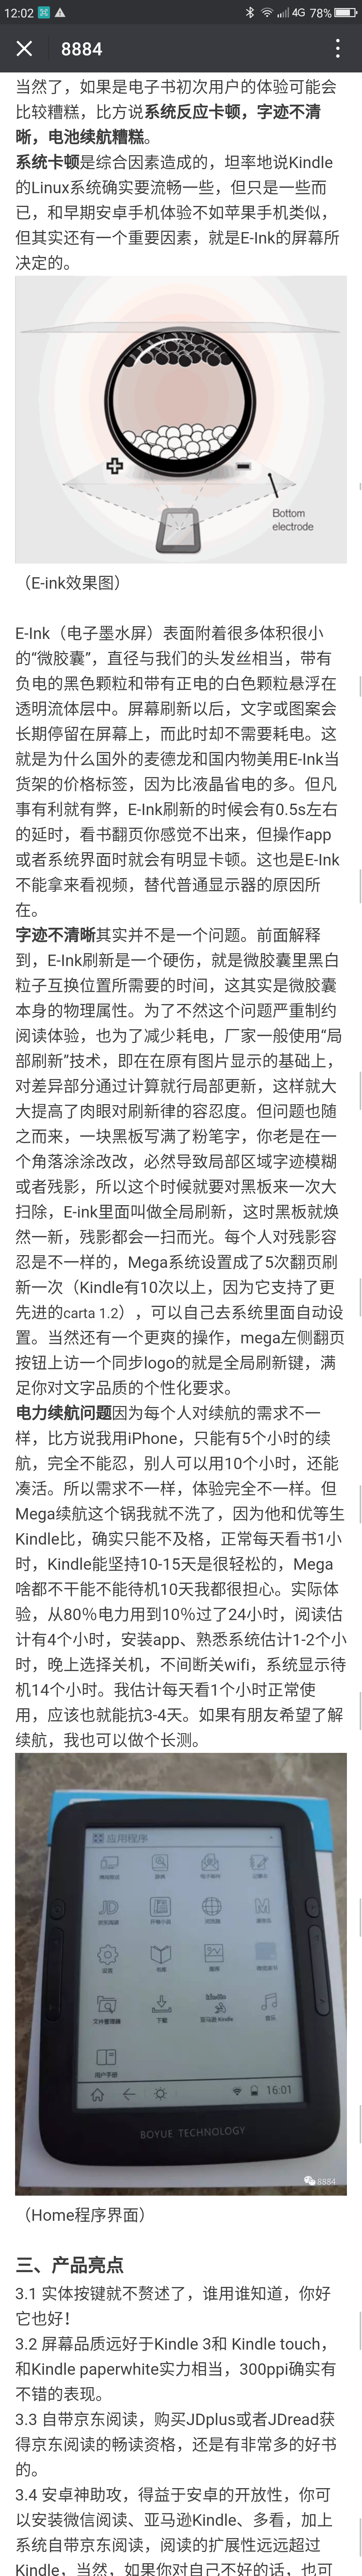 12:02
4G 78%
8884
当然了，如果是电子书初次用户的体验可能会
比较糟糕，比方说系统反应卡顿，字迹不清
晰，电池续航糟糕。
系统卡顿是综合因素造成的，坦率地说Kindle
的Linux系统确实要流畅一些，但只是一些而
已，和早期安卓手机体验不如苹果手机类似，
但其实还有一个重要因素，就是E-Ink的屏幕所
决定的。
Bottom
electrode
（E-ink效果图）
E-Ink（电子墨水屏）表面附着很多体积很小
的“微胶囊”，直径与我们的头发丝相当，带有
负电的黑色颗粒和带有正电的白色颗粒悬浮在
透明流体层中。屏幕刷新以后，文字或图案会
长期停留在屏幕上，而此时却不需要耗电。这
就是为什么国外的麦德龙和国内物美用E-Ink当
货架的价格标签，因为比液晶省电的多。但凡
事有利就有弊，E-Ink刷新的时候会有0.5s左右
的延时，看书翻页你感觉不出来，但操作app
或者系统界面时就会有明显卡顿。这也是E-Ink
不能拿来看视频，替代普通显示器的原因所
在。
字迹不清晰其实并不是一个问题。前面解释
到，E-Ink刷新是一个硬伤，就是微胶囊里黑白
粒子互换位置所需要的时间，这其实是微胶囊
本身的物理属性。为了不然这个问题严重制约
阅读体验，也为了减少耗电，厂家一般使用“局
部刷新”技术，即在在原有图片显示的基础上，
对差异部分通过计算就行局部更新，这样就大
大提高了肉眼对刷新律的容忍度。但问题也随
之而来，一块黑板写满了粉笔字，你老是在一
个角落涂涂改改，必然导致局部区域字迹模糊
或者残影，所以这个时候就要对黑板来一次大
扫除，E-ink里面叫做全局刷新，这时黑板就焕
然一新，残影都会一扫而光。每个人对残影容
忍是不一样的，Mega系统设置成了5次翻页刷
新一次（Kindle有10次以上，因为它支持了更
先进的carta 1.2），可以自己去系统里面自动设
置。当然还有一个更爽的操作，mega左侧翻页
按钮上访一个同步logo的就是全局刷新键，满
足你对文字品质的个性化要求。
电力续航问题因为每个人对续航的需求不一
样，比方说我用iPhone，只能有5个小时的续
航，完全不能忍，别人可以用10个小时，还能
凑活。所以需求不一样，体验完全不一样。但
Mega续航这个锅我就不洗了，因为他和优等生
Kindle比，确实只能不及格，正常每天看书1小
时，Kindle能坚持10-15天是很轻松的，Mega
啥都不干能不能待机10天我都很担心。实际体
验，从80%电力用到10%过了24小时，阅读估
计有4个小时，安装app、熟悉系统估计1-2个小
时，晚上选择关机，不间断关wifi，系统显示待
机14个小时。我估计每天看1个小时正常使
用，应该也就能抗3-4天。如果有朋友希望了解
续航，我也可以做个长测。
应用程序
JD
M
设置
书库
图库
文件管理器
下载
kindle
亚马逊 Kindle
音乐
用户手册
16:01
BOYUE TECHNOLOGY
8884
（Home程序界面）
三、产品亮点
3.1 实体按键就不赘述了，谁用谁知道，你好
它也好！
3.2 屏幕品质远好于Kindle 3和 Kindle touch，
和Kindle paperwhite实力相当，300ppi确实有
不错的表现。
3.3 自带京东阅读，购买JDplus或者JDread获
得京东阅读的畅读资格，还是有非常多的好书
的。
3.4 安卓神助攻，得益于安卓的开放性，你可
以安装微信阅读、亚马逊Kindle、多看，加上
系统自带京东阅读，阅读的扩展性远远超过
Kindle。当然，如果你对自己不好的话，也可